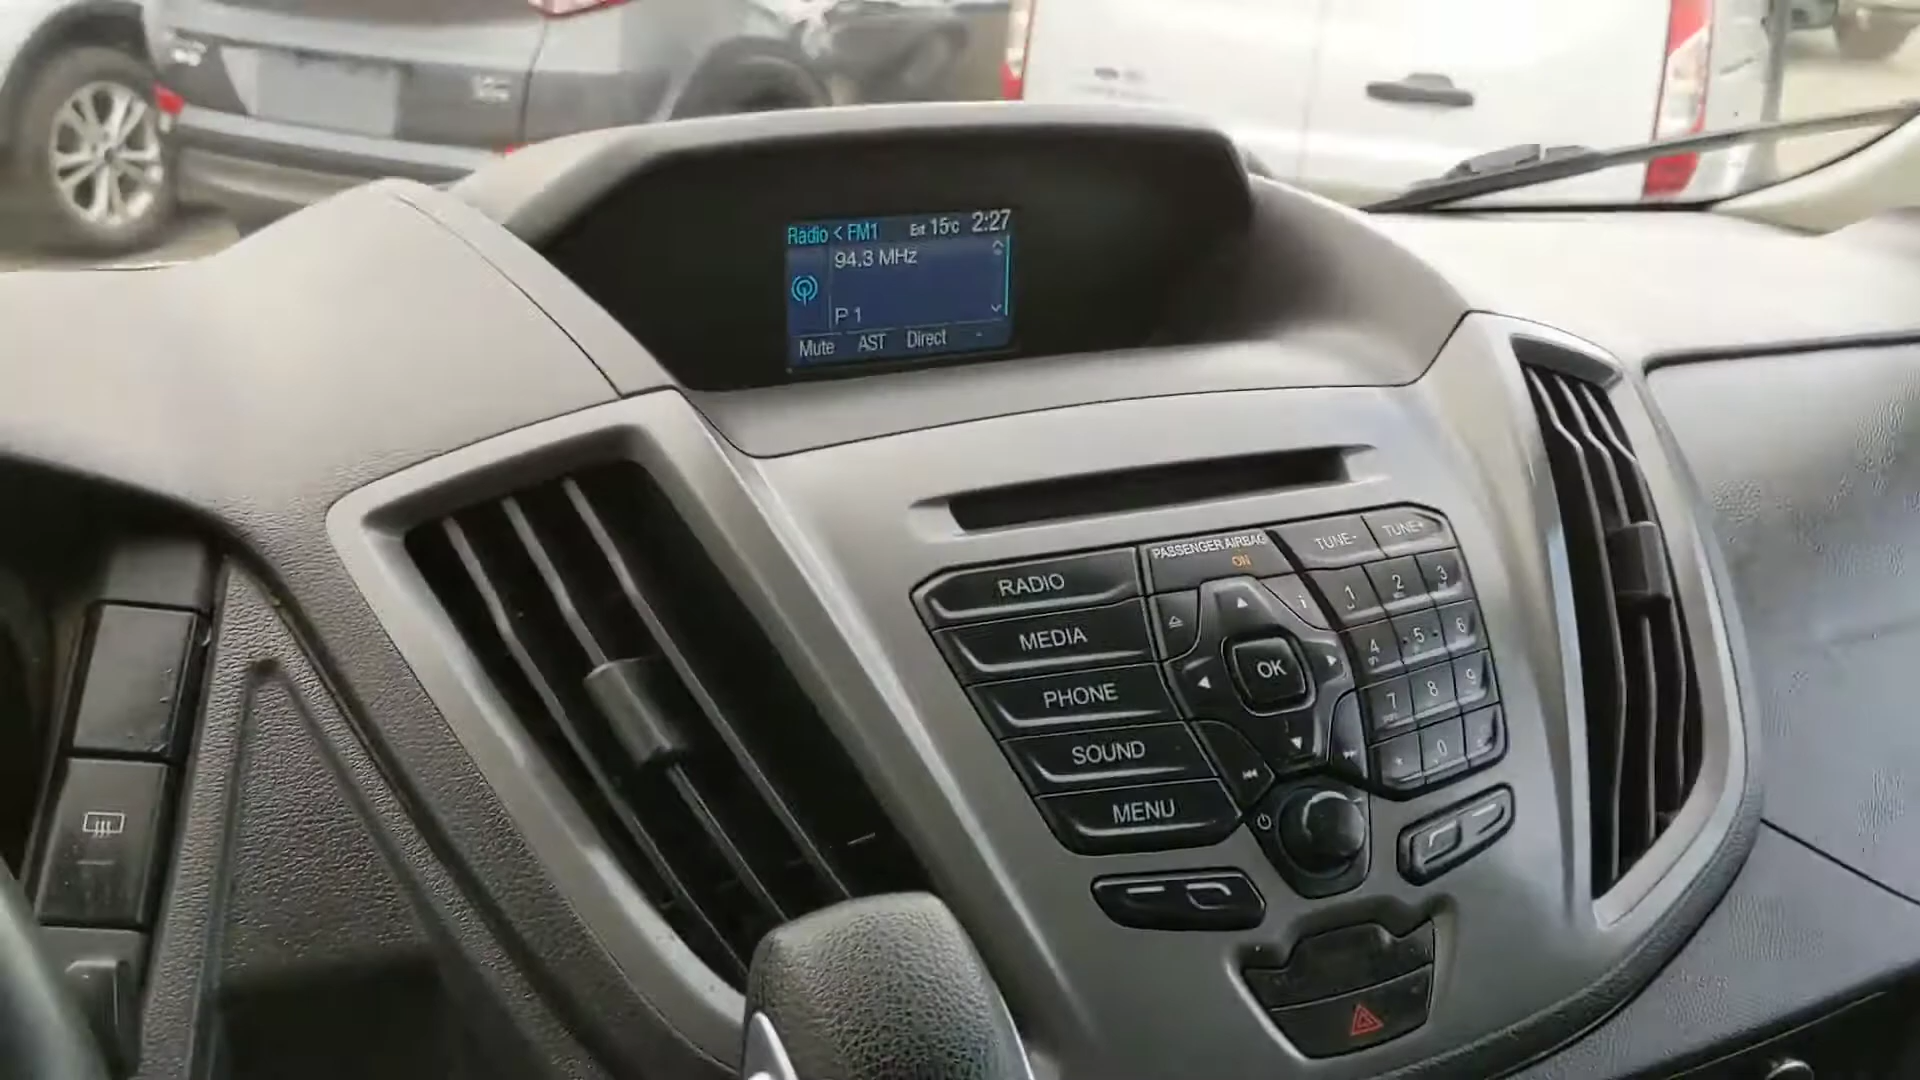 Radio < FM1 Ext 15°c 2:27
94.3 MHz
P 1
Mute AST Direct -
PASSENGER AIRBAG
ON
TUNE- TUNE+
RADIO
MEDIA
PHONE
SOUND
MENU
OK
i
1 2 3
4 5 6
7 8 9
* 0